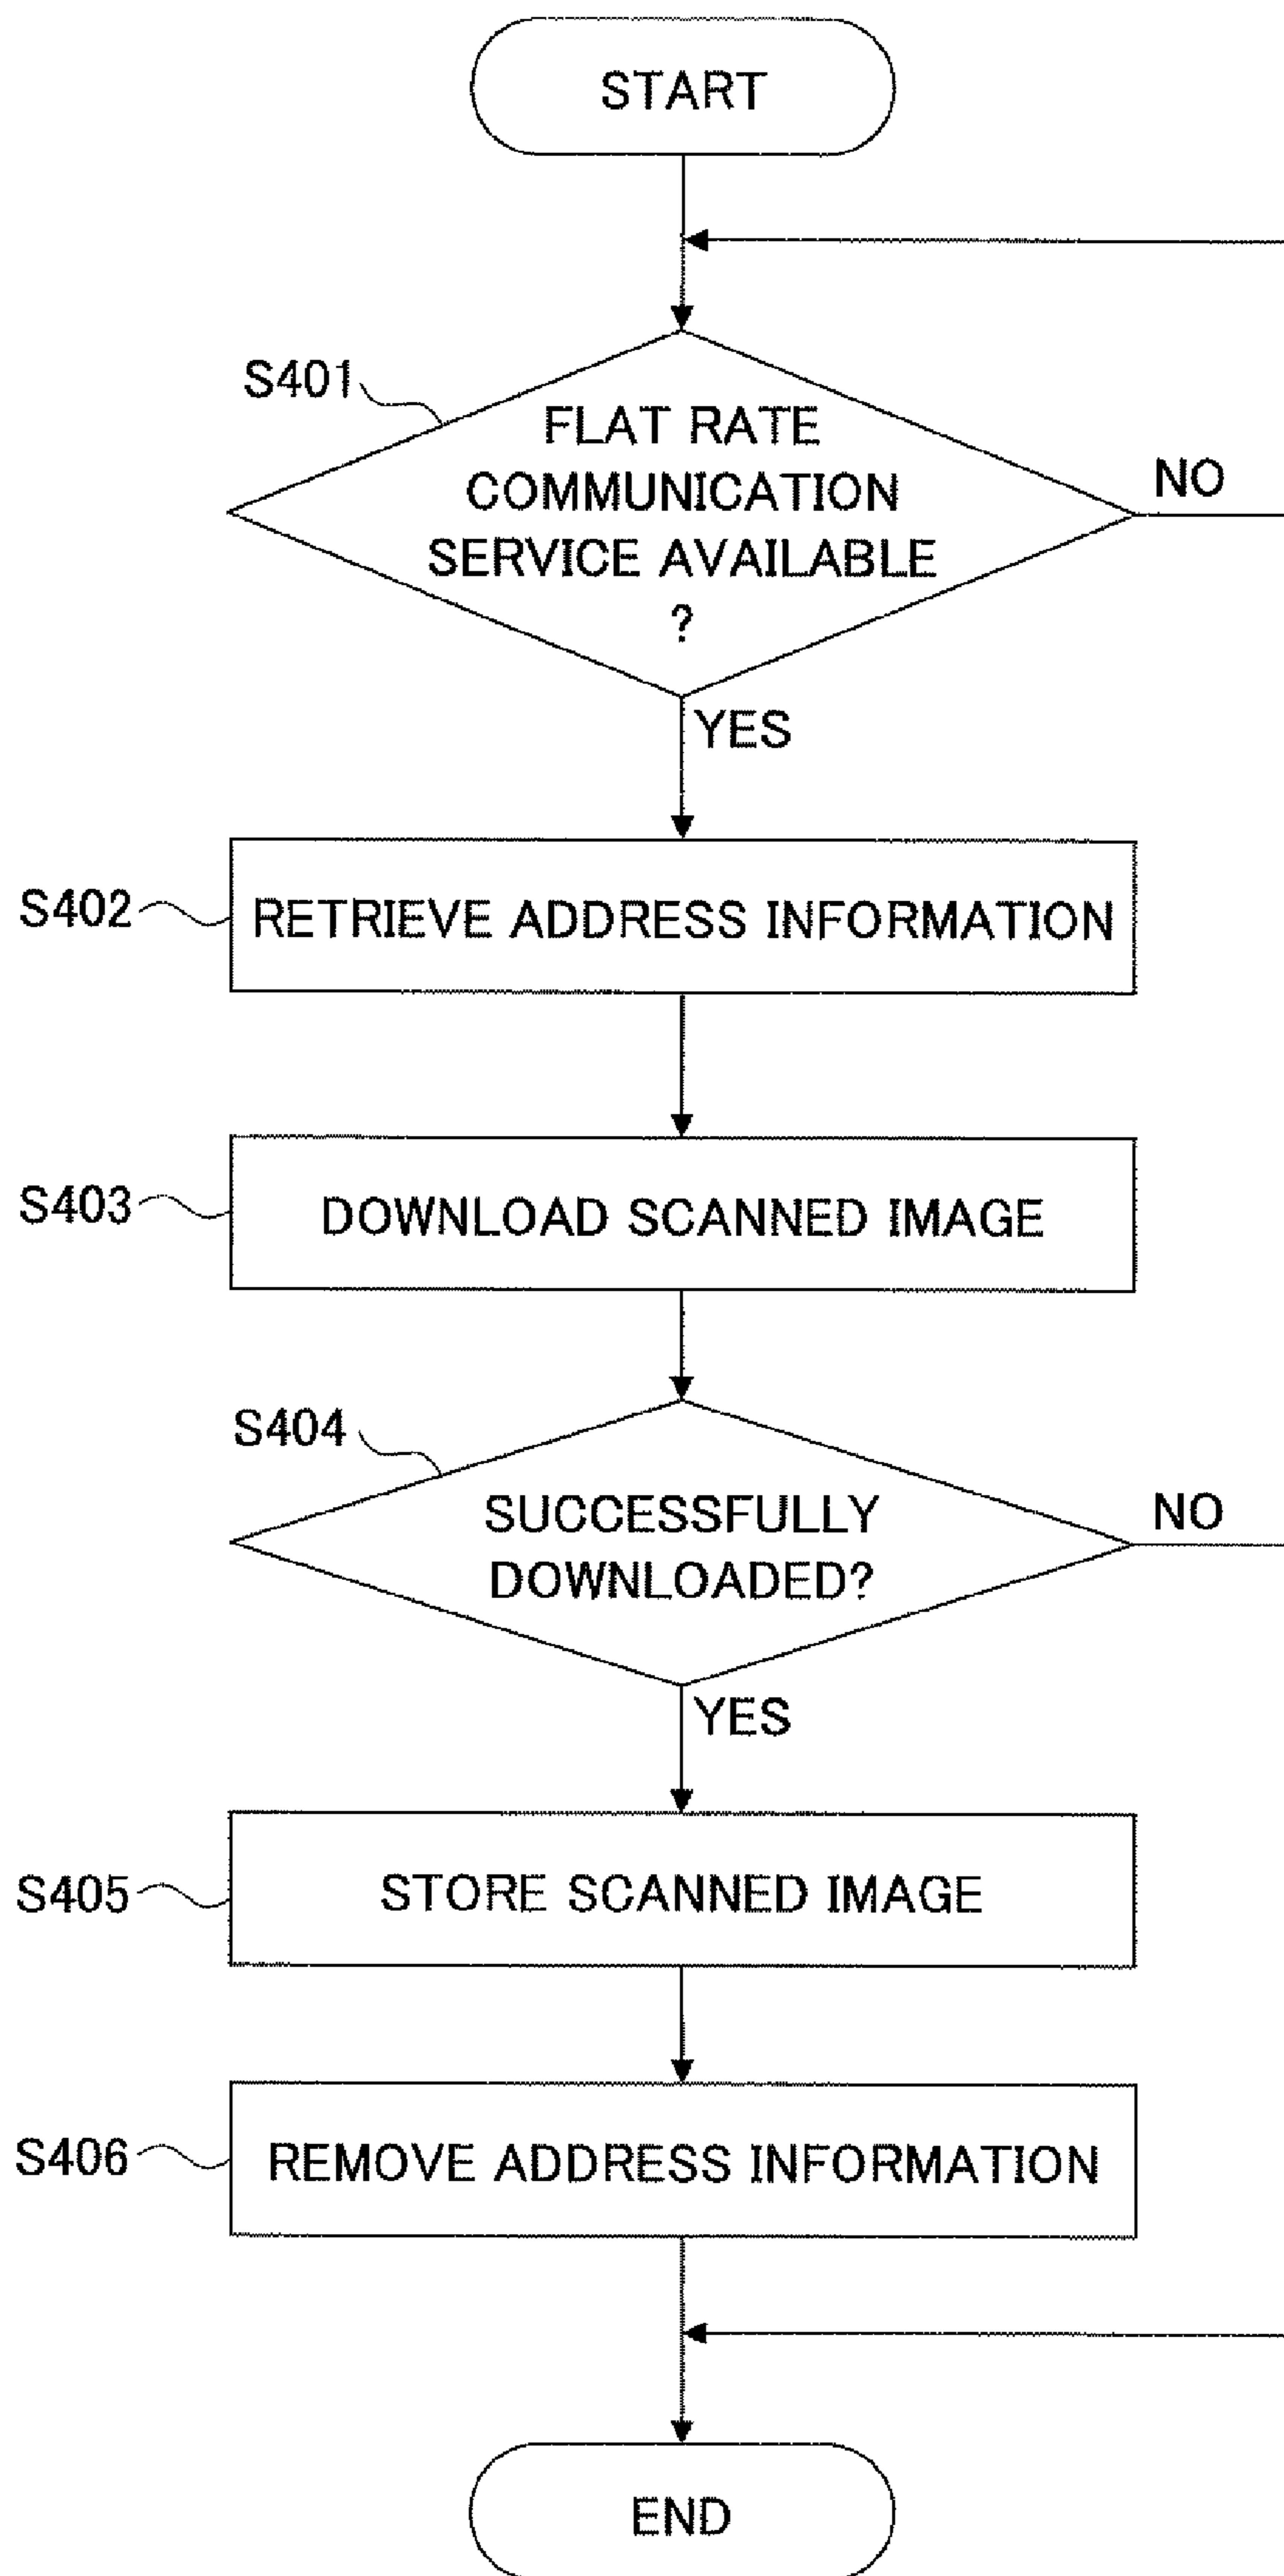 START
S401
FLAT RATE
COMMUNICATION
SERVICE AVAILABLE
?
NO
YES
S402
RETRIEVE ADDRESS INFORMATION
S403
DOWNLOAD SCANNED IMAGE
S404
SUCCESSFULLY
DOWNLOADED?
NO
YES
S405
STORE SCANNED IMAGE
S406
REMOVE ADDRESS INFORMATION
END